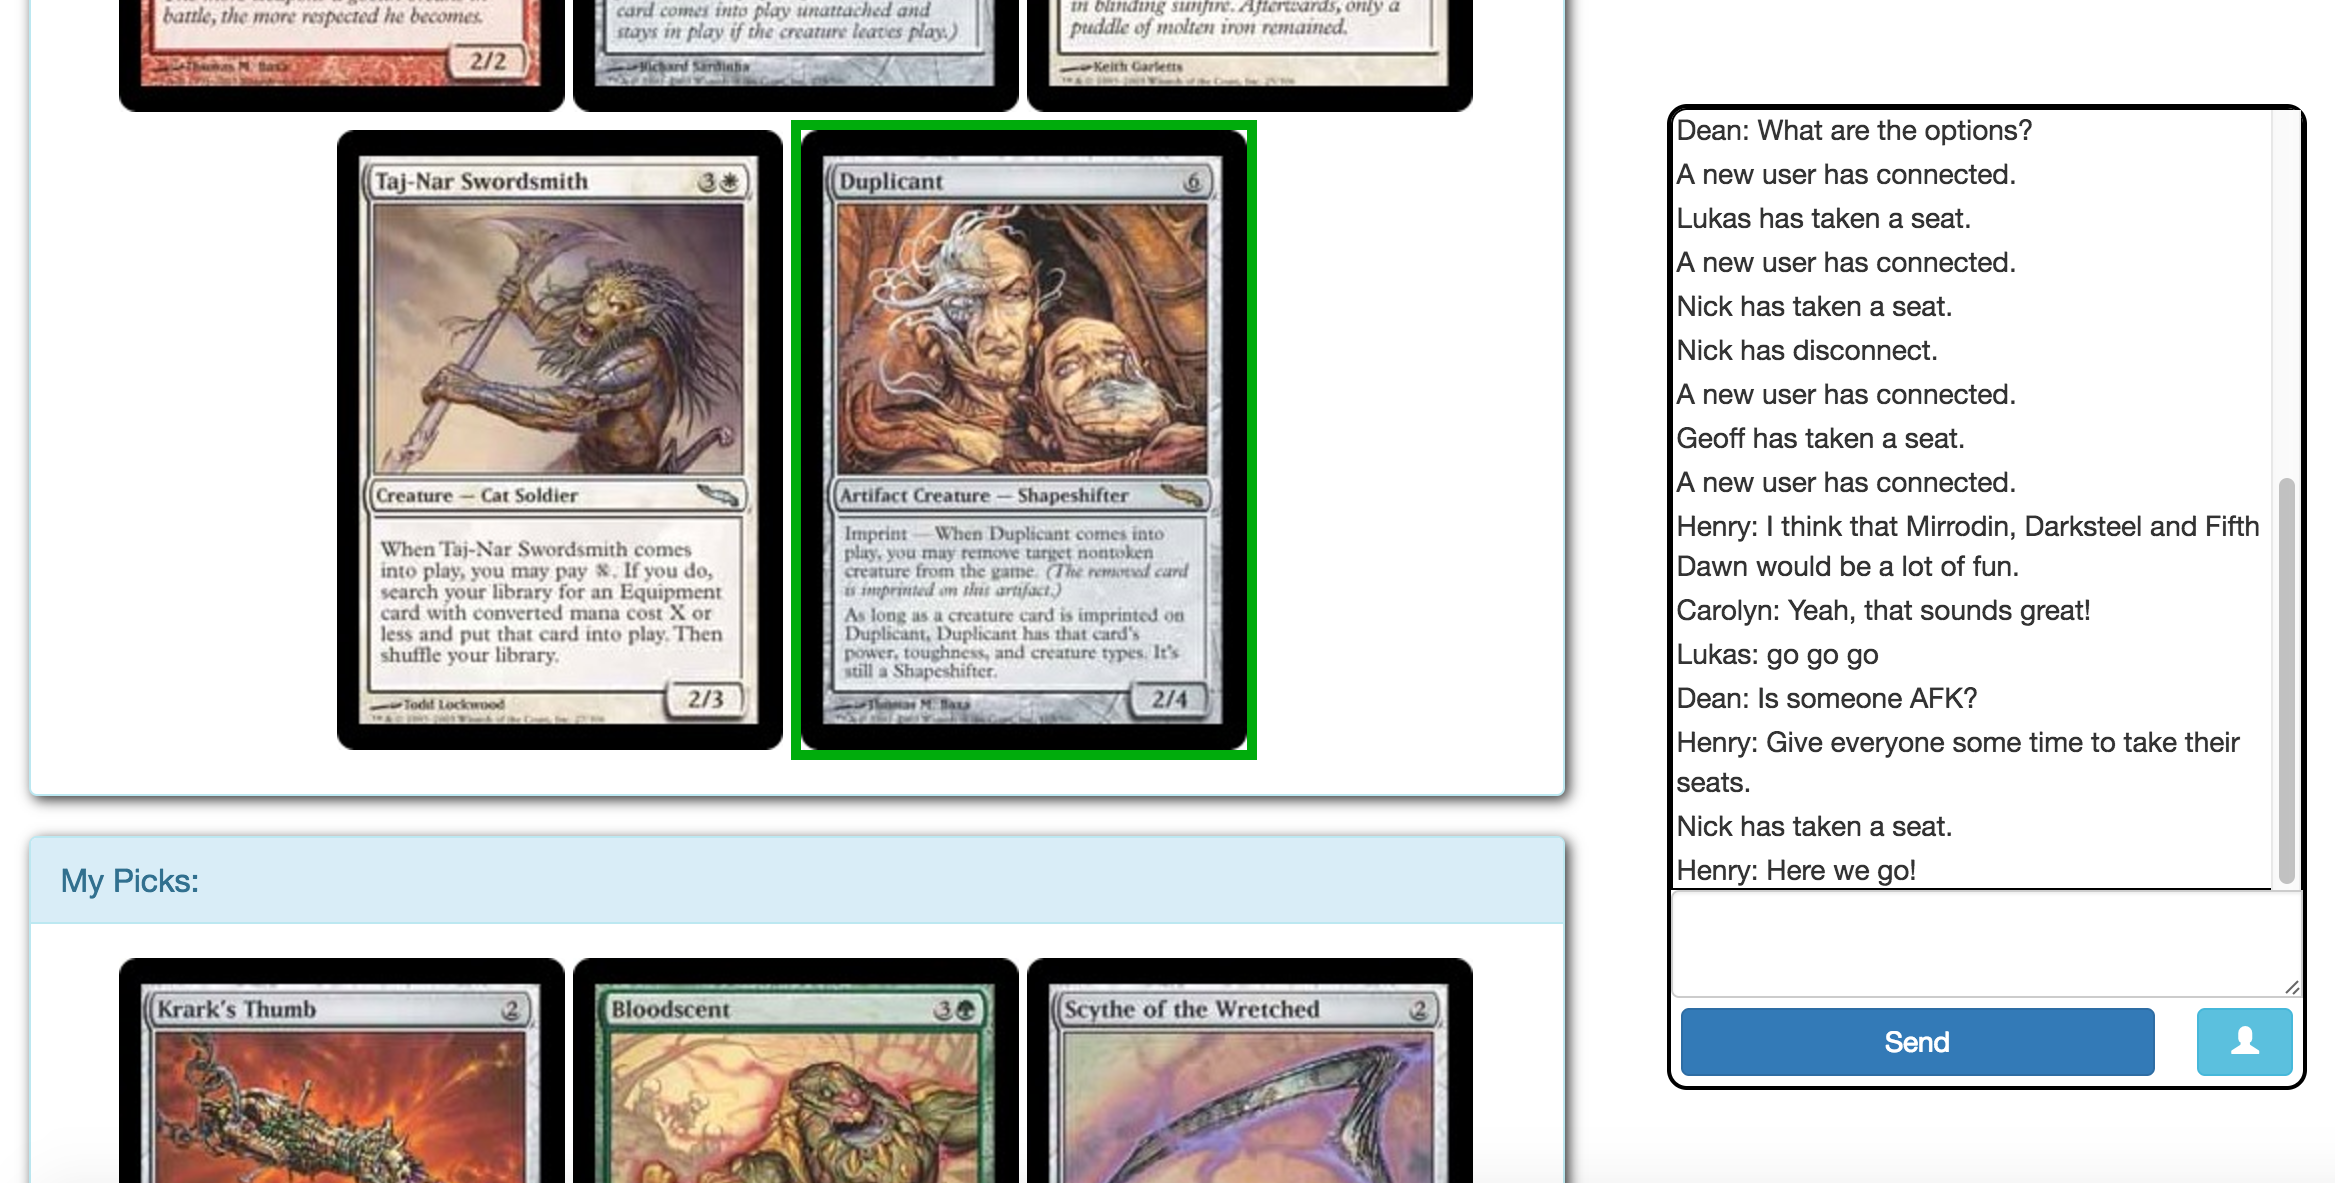 battle, the more respected he becomes.
2/2
Thomas M. Baxa
card comes into play unattached and
stays in play if the creature leaves play.)
Richard Sardinha
in blinding sunfire. Afterwards, only a
puddle of molten iron remained.
Keith Garletts
Taj-Nar Swordsmith 3
Creature — Cat Soldier
When Taj-Nar Swordsmith comes
into play, you may pay X. If you do,
search your library for an Equipment
card with converted mana cost X or
less and put that card into play. Then
shuffle your library.
2/3
Todd Lockwood
Duplicant 6
Artifact Creature — Shapeshifter
Imprint — When Duplicant comes into
play, you may remove target nontoken
creature from the game. (The removed card
is imprinted on this artifact.)
As long as a creature card is imprinted on
Duplicant, Duplicant has that card's
power, toughness, and creature types. It's
still a Shapeshifter.
2/4
Thomas M. Baxa
My Picks:
Krark's Thumb 2
Bloodscent 3
Scythe of the Wretched 2
Dean: What are the options?
A new user has connected.
Lukas has taken a seat.
A new user has connected.
Nick has taken a seat.
Nick has disconnect.
A new user has connected.
Geoff has taken a seat.
A new user has connected.
Henry: I think that Mirrodin, Darksteel and Fifth
Dawn would be a lot of fun.
Carolyn: Yeah, that sounds great!
Lukas: go go go
Dean: Is someone AFK?
Henry: Give everyone some time to take their
seats.
Nick has taken a seat.
Henry: Here we go!
Send